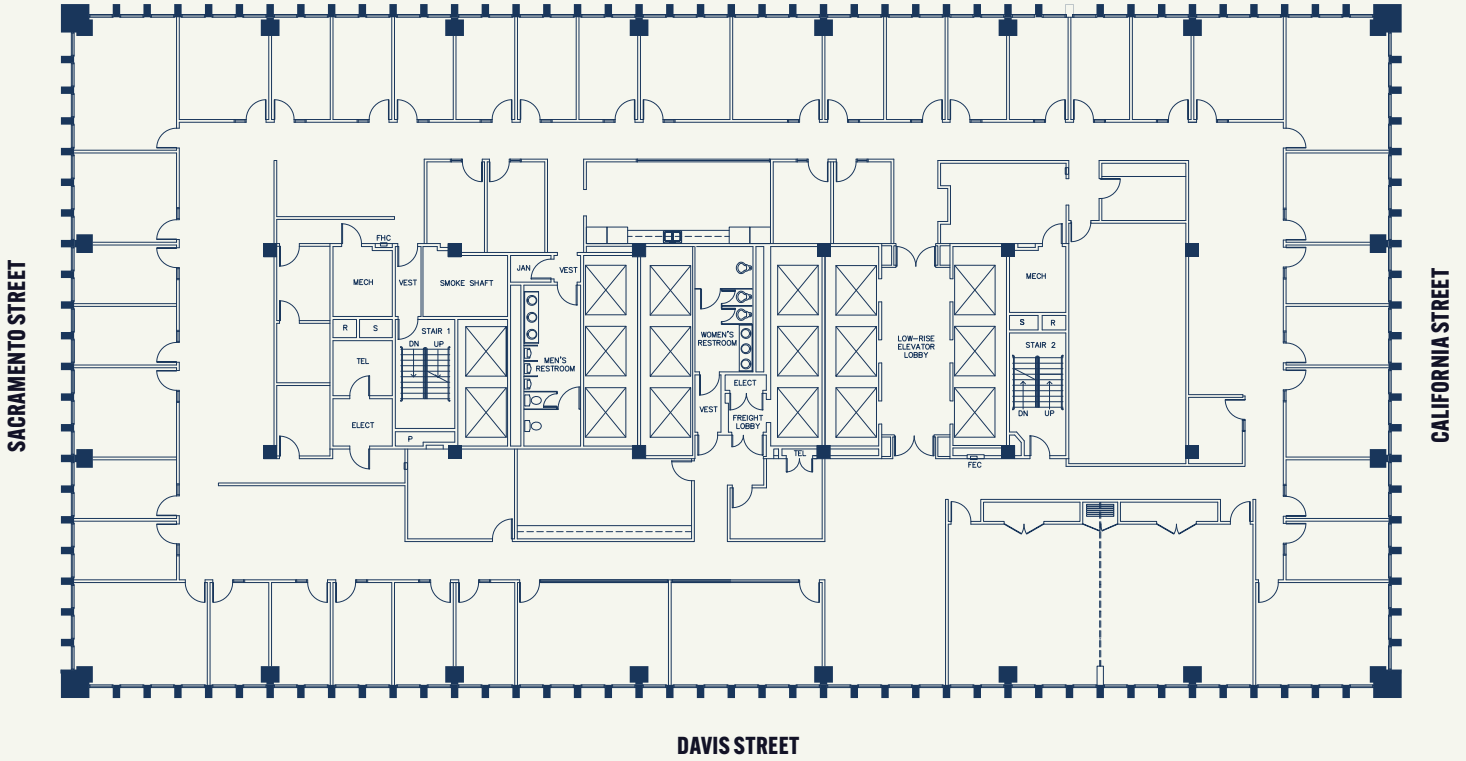 FHC
JAN
VEST
MECH
VEST
SMOKE SHAFT
MECH
R
S
STAIR 1
DN
UP
TEL
MEN'S
RESTROOM
WOMEN'S
RESTROOM
LOW-RISE
ELEVATOR
LOBBY
S
R
STAIR 2
DN
UP
ELECT
ELECT
VEST
FREIGHT
LOBBY
P
TEL
FEC
SACRAMENTO STREET
CALIFORNIA STREET
DAVIS STREET